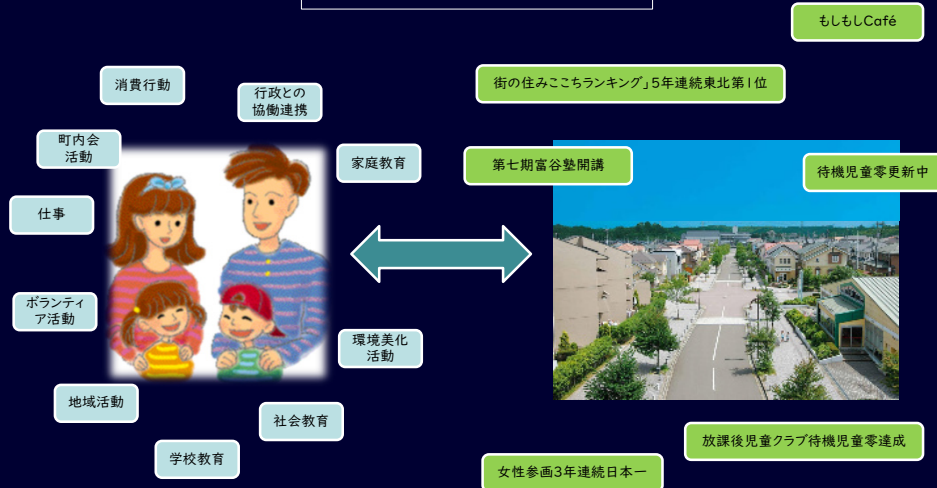 もしもしCafé
消費行動
行政との
協働連携
街の住みここちランキング」5年連続東北第1位
町内会
活動
家庭教育
第七期富谷塾開講
待機児童零更新中
仕事
ボランティ
ア活動
環境美化
活動
地域活動
社会教育
学校教育
放課後児童クラブ待機児童零達成
女性参画3年連続日本一